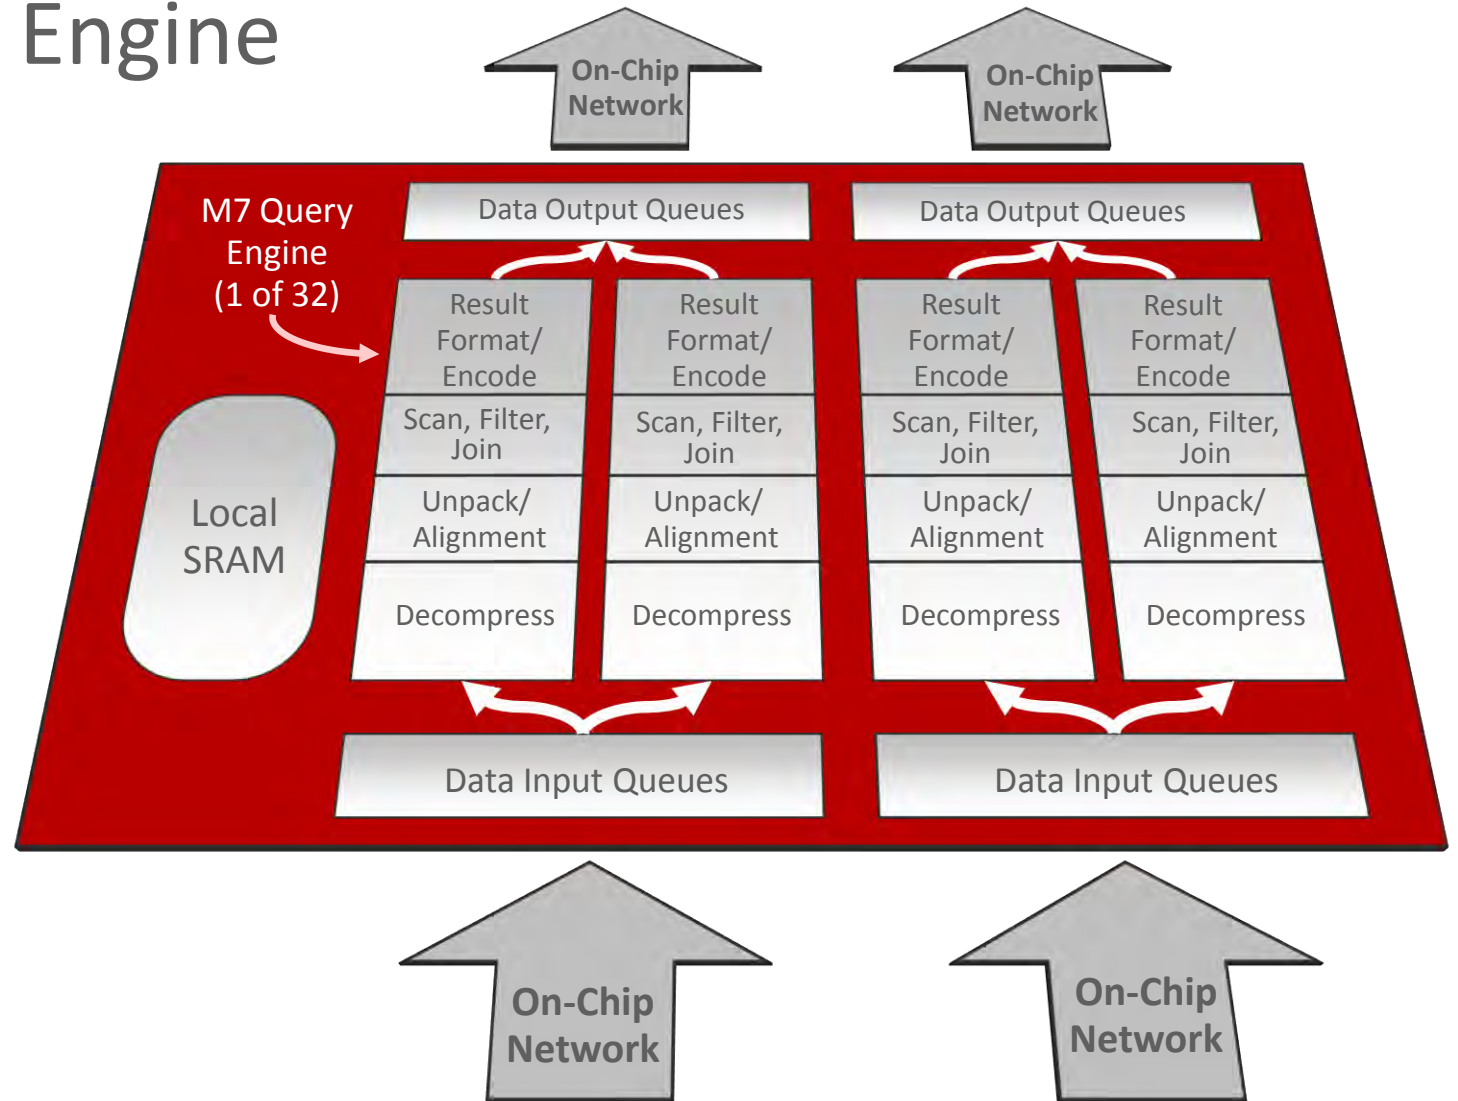 Engine
On-Chip
Network
On-Chip
Network
M7 Query
Engine
(1 of 32)
Data Output Queues
Data Output Queues
Result
Format/
Encode
Result
Format/
Encode
Result
Format/
Encode
Result
Format/
Encode
Scan, Filter,
Join
Scan, Filter,
Join
Scan, Filter,
Join
Scan, Filter,
Join
Local
SRAM
Unpack/
Alignment
Unpack/
Alignment
Unpack/
Alignment
Unpack/
Alignment
Decompress
Decompress
Decompress
Decompress
Data Input Queues
Data Input Queues
On-Chip
Network
On-Chip
Network